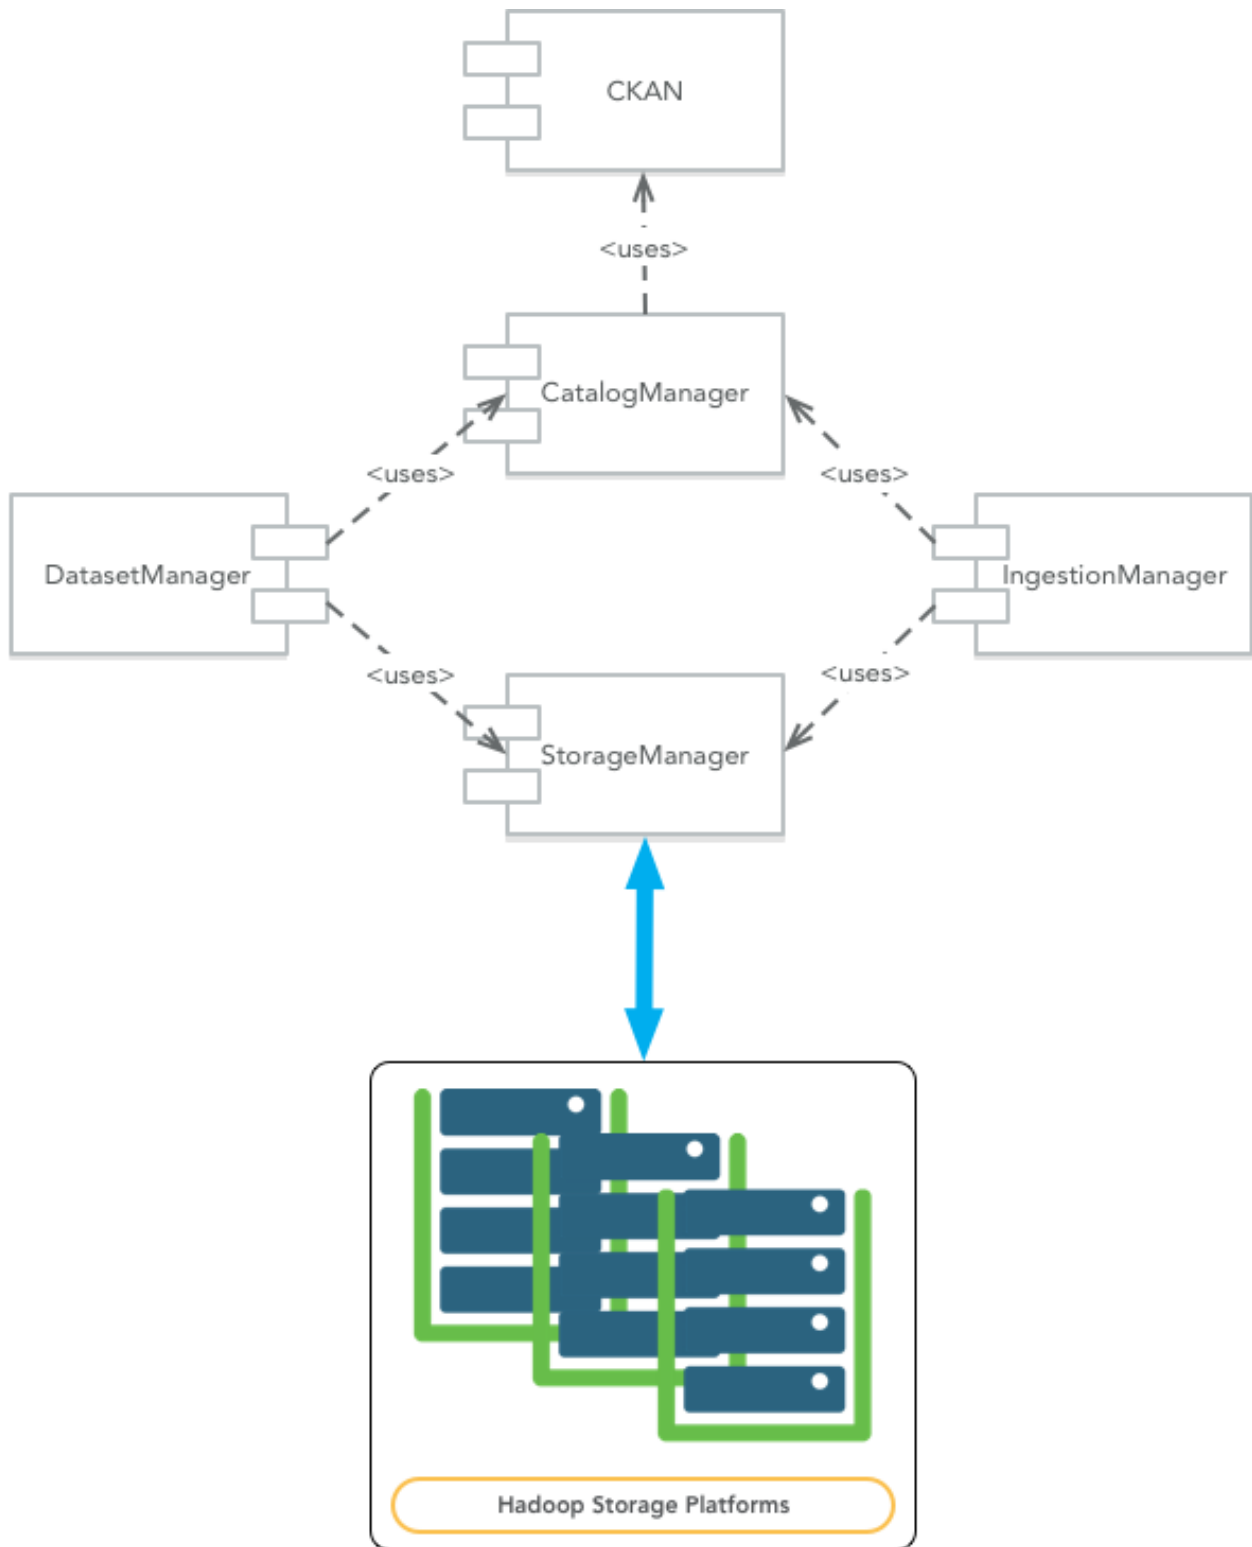 CKAN
<uses>
CatalogManager
<uses>
<uses>
DatasetManager
IngestionManager
<uses>
<uses>
StorageManager
Hadoop Storage Platforms